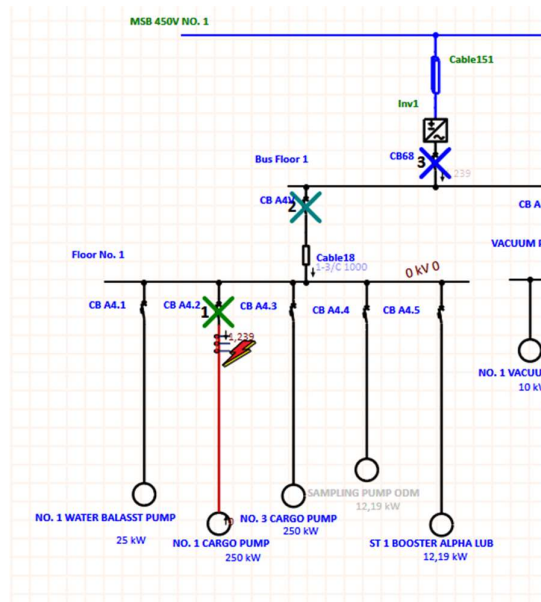 MSB 450V NO. 1
Cable151
Inv1
CB68
3
239
Bus Floor 1
CB A4
2
CB A
VACUUM
Floor No. 1
Cable18
1-3/C 1000
0 kV 0
CB A4.1
CB A4.2
1
CB A4.3
CB A4.4
CB A4.5
1,239
NO. 1 VACUU
10 k
SAMPLING PUMP ODM
12,19 kW
NO. 1 WATER BALASST PUMP
25 kW
NO. 1 CARGO PUMP
250 kW
NO. 3 CARGO PUMP
250 kW
ST 1 BOOSTER ALPHA LUB
12,19 kW